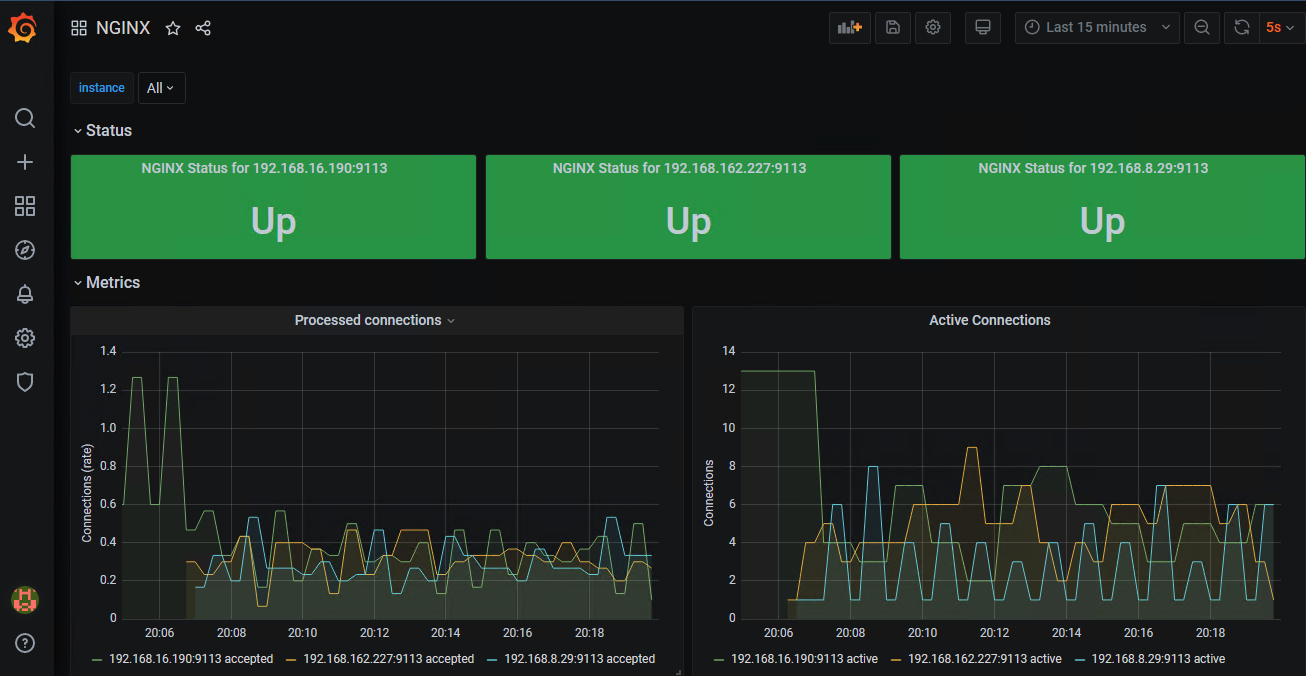 NGINX
Last 15 minutes
5s
instance
All
Status
NGINX Status for 192.168.16.190:9113
Up
NGINX Status for 192.168.162.227:9113
Up
NGINX Status for 192.168.8.29:9113
Up
Metrics
Processed connections
1.4
1.2
1.0
0.8
0.6
0.4
0.2
0
Connections (rate)
20:06 20:08 20:10 20:12 20:14 20:16 20:18
192.168.16.190:9113 accepted 192.168.162.227:9113 accepted 192.168.8.29:9113 accepted
Active Connections
14
12
10
8
6
4
2
0
Connections
20:06 20:08 20:10 20:12 20:14 20:16 20:18
192.168.16.190:9113 active 192.168.162.227:9113 active 192.168.8.29:9113 active